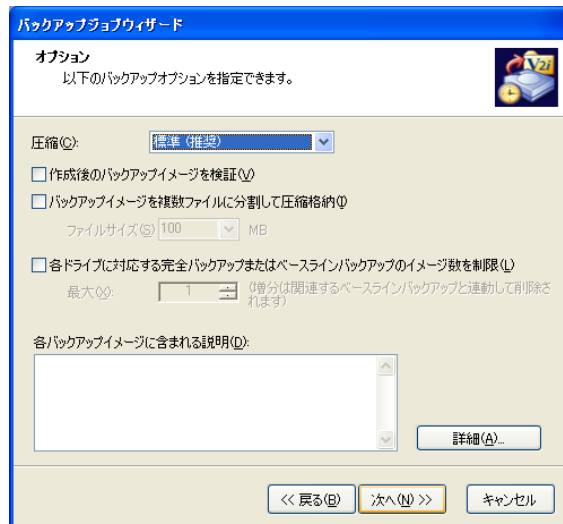 バックアップジョブウィザード
オプション
以下のバックアップオプションを指定できます。
V2i
圧縮(C):
標準 (推奨)
作成後のバックアップイメージを検証(V)
バックアップイメージを複数ファイルに分割して圧縮格納(I)
ファイルサイズ(S)
100
MB
各ドライブに対応する完全バックアップまたはベースラインバックアップのイメージ数を制限(L)
最大(X):
1
(増分は関連するベースラインバックアップと連動して削除さ
れます)
各バックアップイメージに含まれる説明(D):
詳細(A)...
<< 戻る(B)
次へ(N) >>
キャンセル